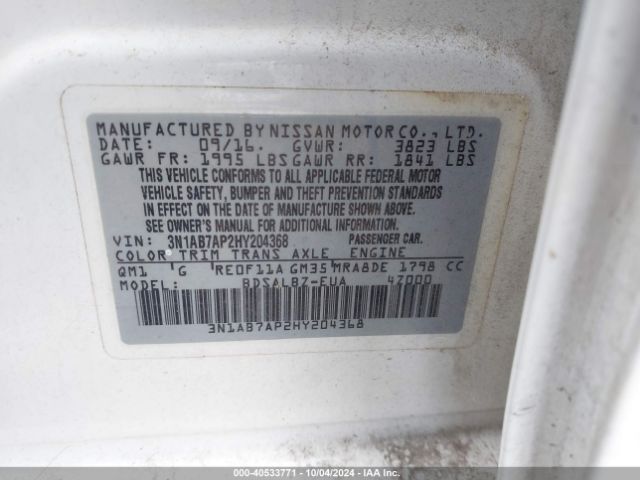 MANUFACTURED BY NISSAN MOTOR CO., LTD.
DATE: 09/16. GVWR: 3823 LBS
GAWR FR: 1995 LBS GAWR RR: 1841 LBS
THIS VEHICLE CONFORMS TO ALL APPLICABLE FEDERAL MOTOR
VEHICLE SAFETY, BUMPER AND THEFT PREVENTION STANDARDS
IN EFFECT ON THE DATE OF MANUFACTURE SHOWN ABOVE.
SEE OWNER'S MANUAL FOR ADDITIONAL INFORMATION.
VIN: 3N1AB7AP2HY204368 PASSENGER CAR.
COLOR TRIM TRANS AXLE ENGINE
QM1 G RE0F11A GM35 MRA8DE 1798 CC
MODEL: BDSALBZ-EUA 4Z000
3N1AB7AP2HY204368
000-40533771 - 10/04/2024 - IAA Inc.